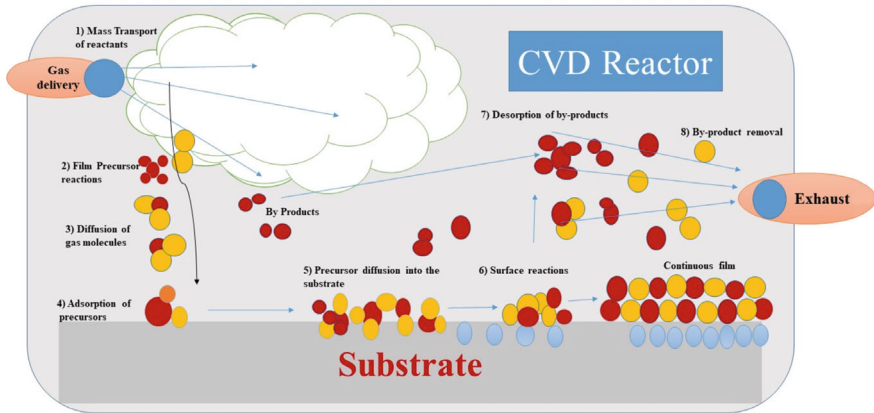 1) Mass Transport
of reactants
Gas
delivery
CVD Reactor
7) Desorption of by-products
8) By-product removal
2) Film Precursor
reactions
By Products
Exhaust
3) Diffusion of
gas molecules
5) Precursor diffusion into the
substrate
6) Surface reactions
Continuous film
4) Adsorption of
precursors
Substrate